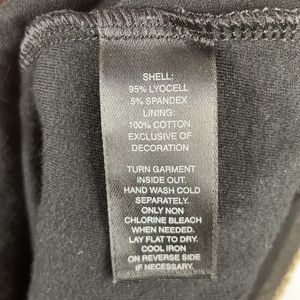 SHELL:
95% LYOCELL
5% SPANDEX
LINING:
100% COTTON
EXCLUSIVE OF
DECORATION
TURN GARMENT
INSIDE OUT.
HAND WASH COLD
SEPARATELY.
ONLY NON
CHLORINE BLEACH
WHEN NEEDED.
LAY FLAT TO DRY.
COOL IRON
ON REVERSE SIDE
IF NECESSARY.